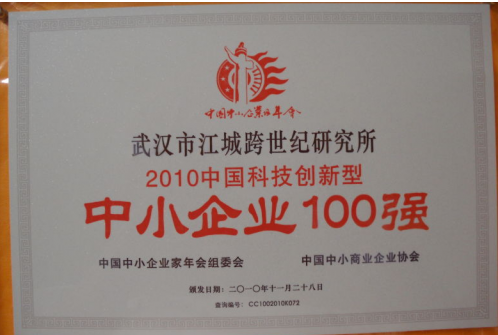 中国中小企业家年会
武汉市江城跨世纪研究所
2010中国科技创新型
中小企业100强
中国中小企业家年会组委会 中国中小商业企业协会
颁发日期：二〇一〇年十一月二十八日
查询编号：CC1002010K072